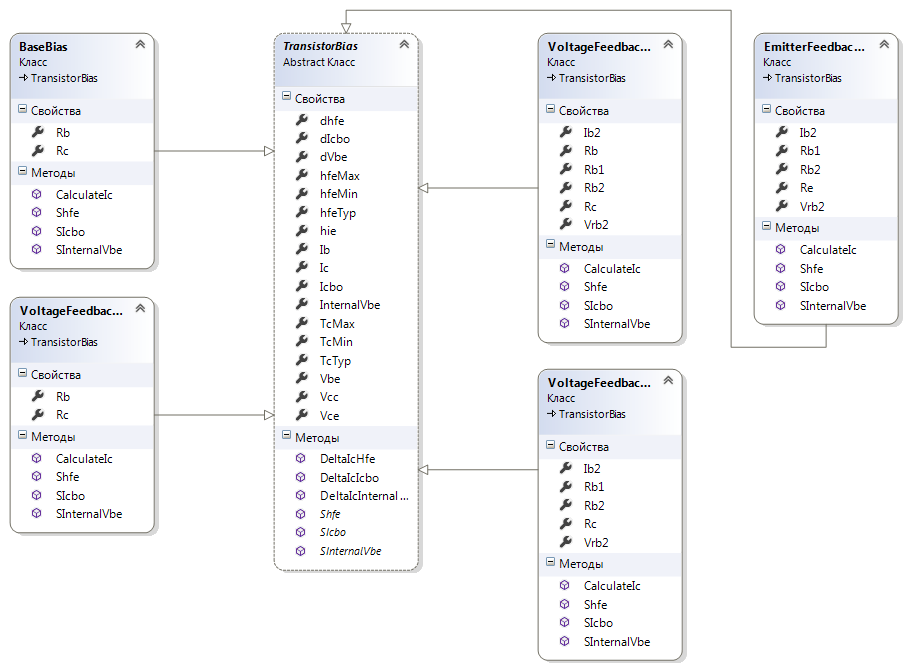 BaseBias
Класс
TransistorBias
Свойства
Rb
Rc
Методы
CalculateIc
Shfe
SIcbo
SInternalVbe
VoltageFeedbac...
Класс
TransistorBias
Свойства
Rb
Rc
Методы
CalculateIc
Shfe
SIcbo
SInternalVbe
TransistorBias
Abstract Класс
Свойства
dhfe
dIcbo
dVbe
hfeMax
hfeMin
hfeTyp
hie
Ib
Ic
Icbo
InternalVbe
TcMax
TcMin
TcTyp
Vbe
Vcc
Vce
Методы
DeltaIcHfe
DeltaIcIcbo
DeltaIcInternal ...
Shfe
SIcbo
SInternalVbe
VoltageFeedbac...
Класс
TransistorBias
Свойства
Ib2
Rb
Rb1
Rb2
Rc
Vrb2
Методы
CalculateIc
Shfe
SIcbo
SInternalVbe
VoltageFeedbac...
Класс
TransistorBias
Свойства
Ib2
Rb1
Rb2
Rc
Vrb2
Методы
CalculateIc
Shfe
SIcbo
SInternalVbe
EmitterFeedbac...
Класс
TransistorBias
Свойства
Ib2
Rb1
Rb2
Re
Vrb2
Методы
CalculateIc
Shfe
SIcbo
SInternalVbe